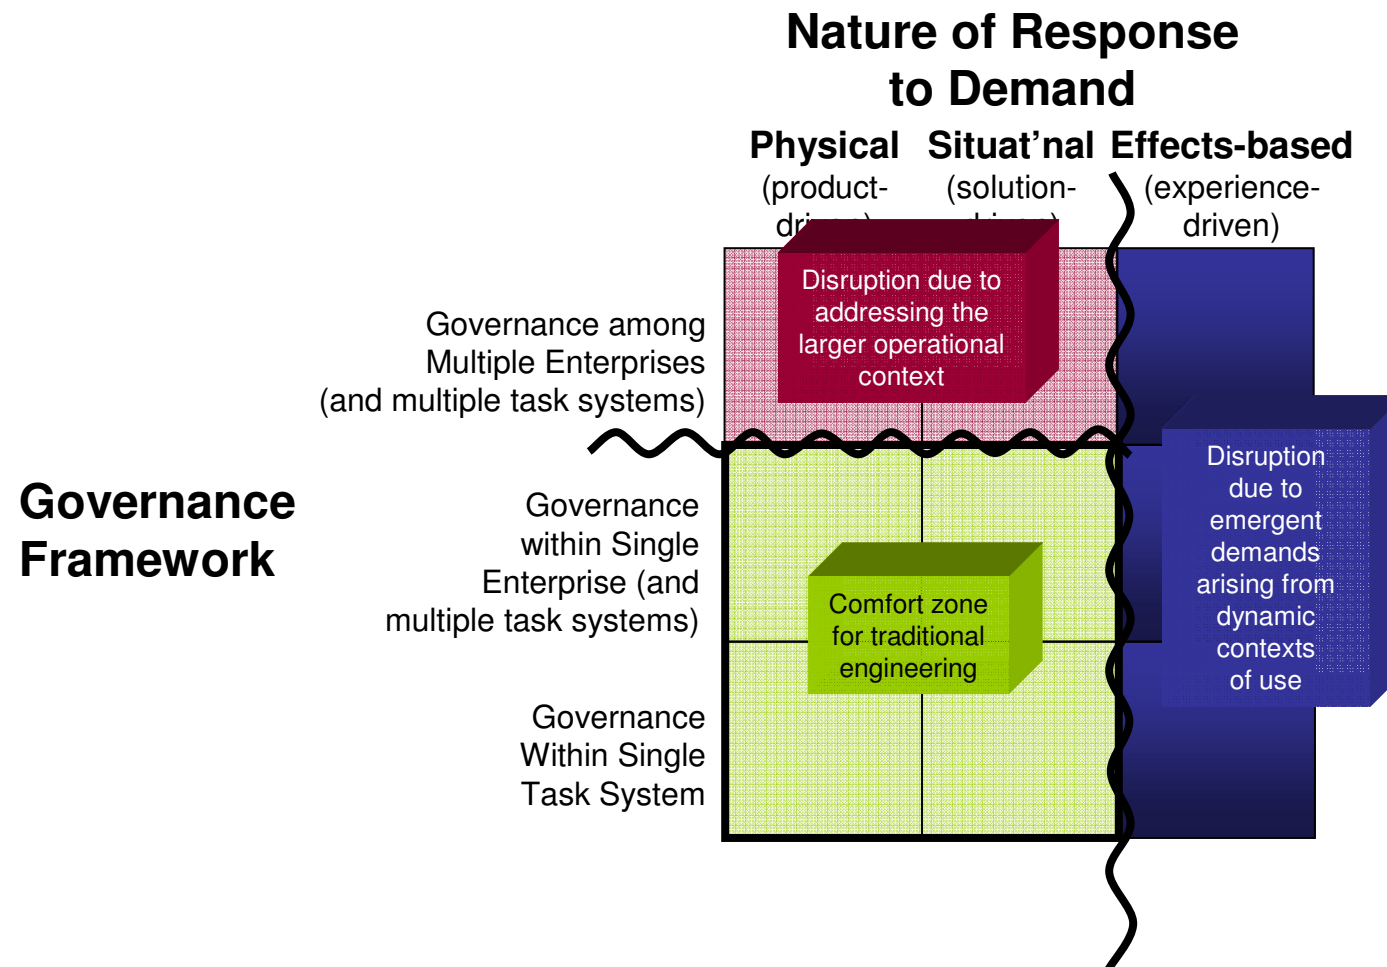 Nature of Response
to Demand
Physical Situat'nal Effects-based
(product- (solution- (experience-
driven)
Disruption due to
addressing the
larger operational
context
Governance among
Multiple Enterprises
(and multiple task systems)
Disruption
due to
emergent
demands
arising from
dynamic
contexts
of use
Governance
Framework
Governance
within Single
Enterprise (and
multiple task systems)
Comfort zone
for traditional
engineering
Governance
Within Single
Task System